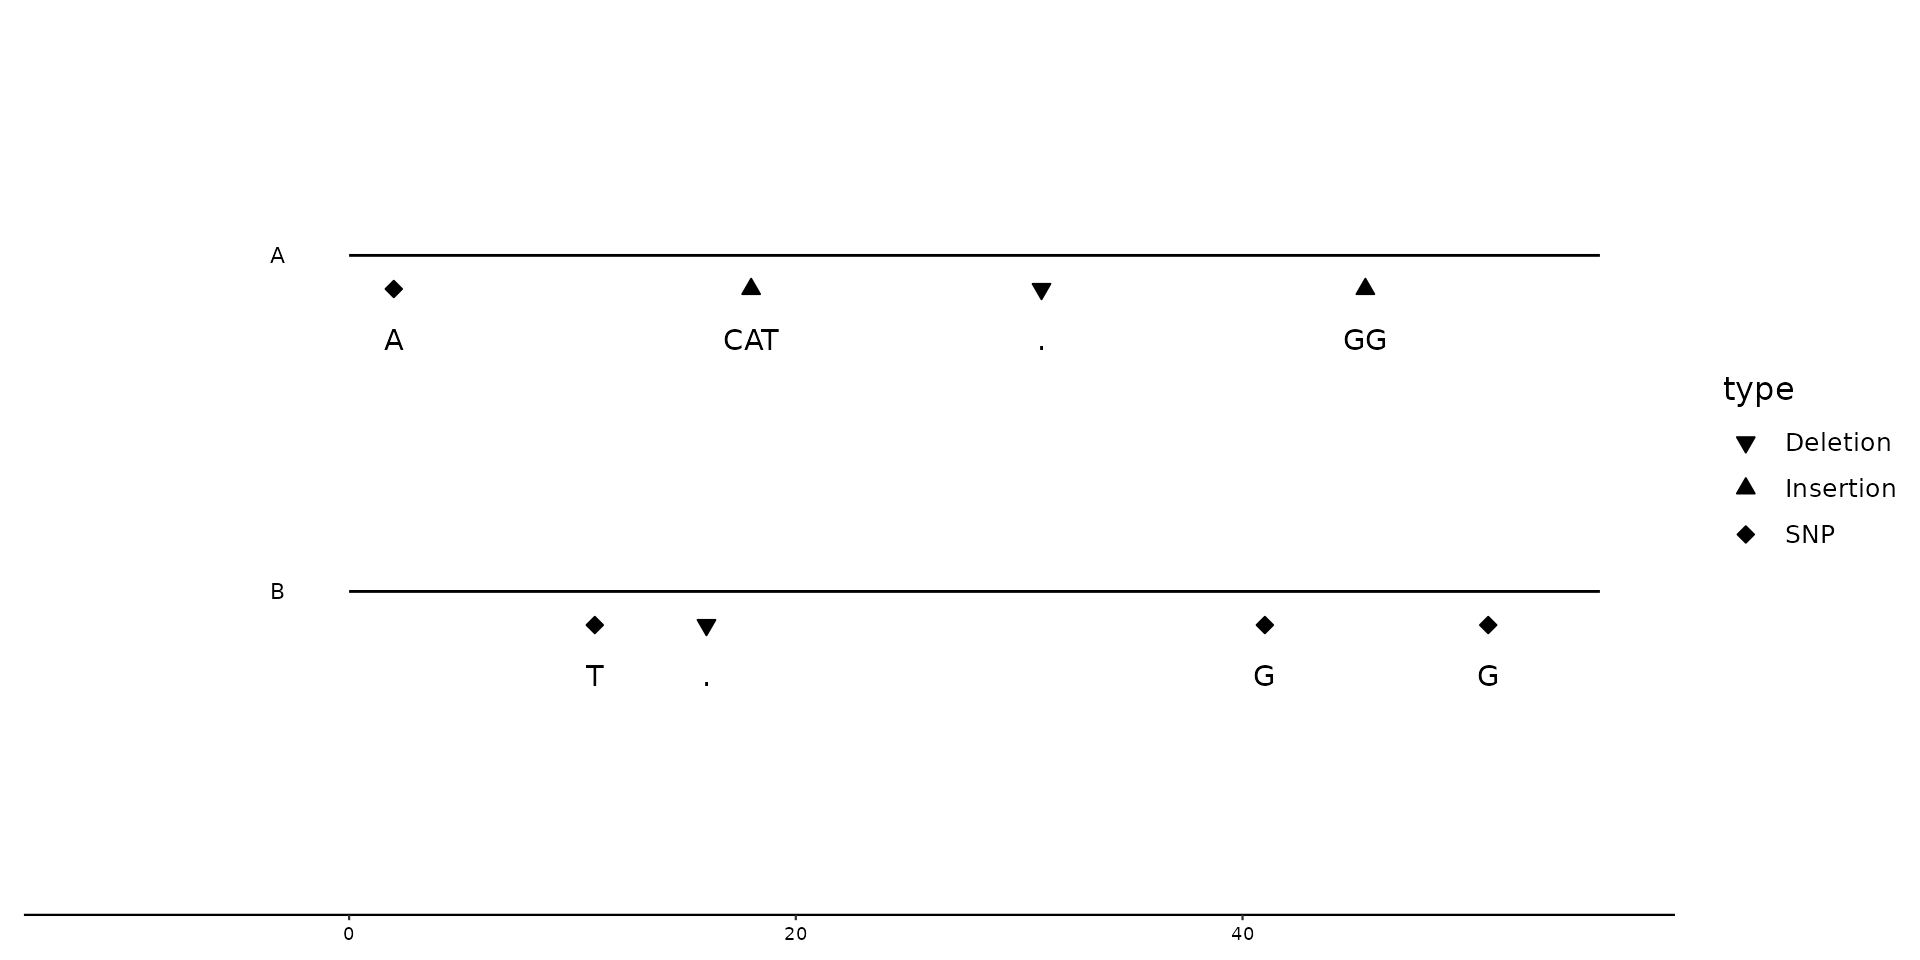 A
A CAT . GG
type
Deletion
Insertion
SNP
B
T . G G
0 20 40